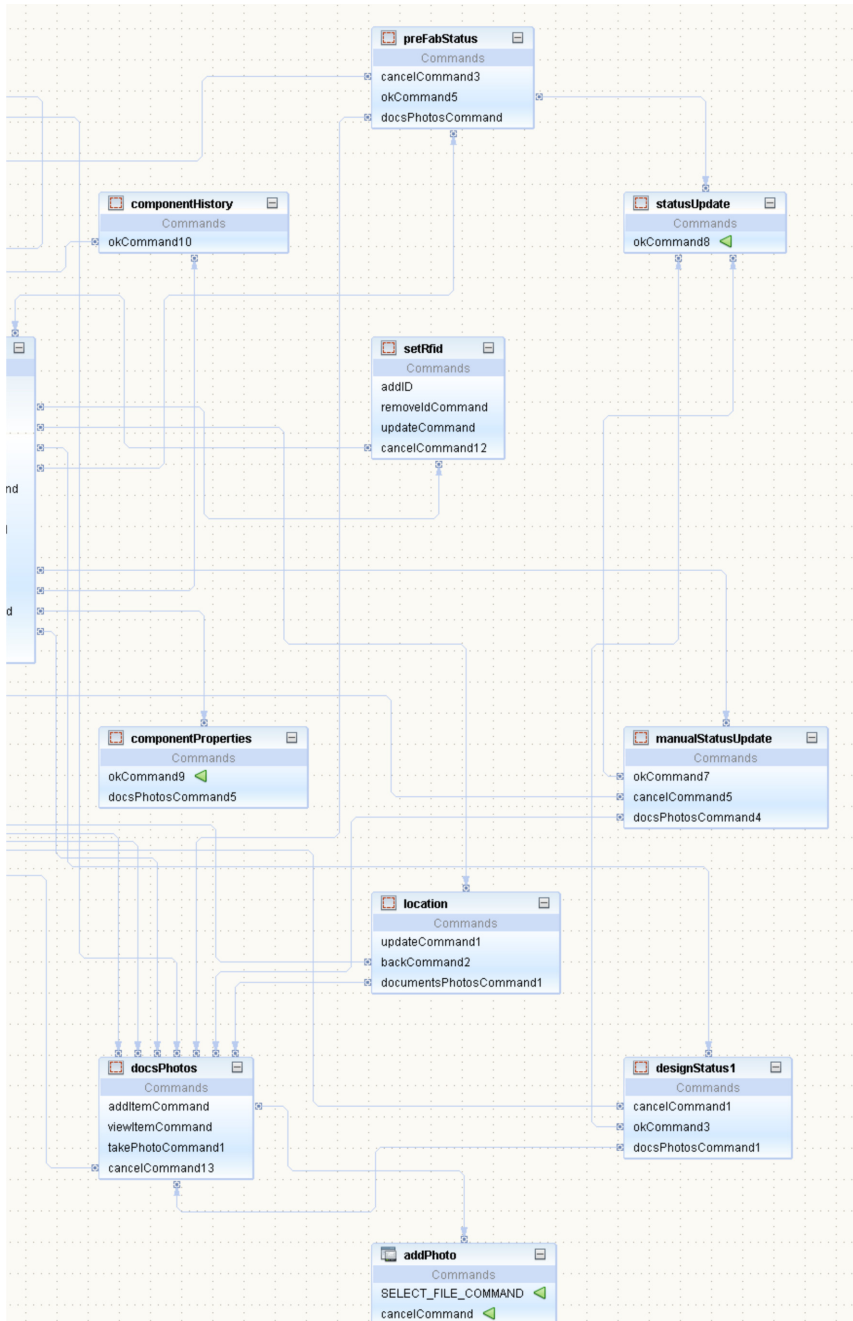 preFabStatus
Commands
cancelCommand3
okCommand5
docsPhotosCommand
componentHistory
Commands
okCommand10
statusUpdate
Commands
okCommand8
setRfid
Commands
addID
removeIdCommand
updateCommand
cancelCommand12
nd
d
componentProperties
Commands
okCommand9
docsPhotosCommand5
manualStatusUpdate
Commands
okCommand7
cancelCommand5
docsPhotosCommand4
location
Commands
updateCommand1
backCommand2
documentsPhotosCommand1
docsPhotos
Commands
addItemCommand
viewItemCommand
takePhotoCommand1
cancelCommand13
designStatus1
Commands
cancelCommand1
okCommand3
docsPhotosCommand1
addPhoto
Commands
SELECT_FILE_COMMAND
cancelCommand